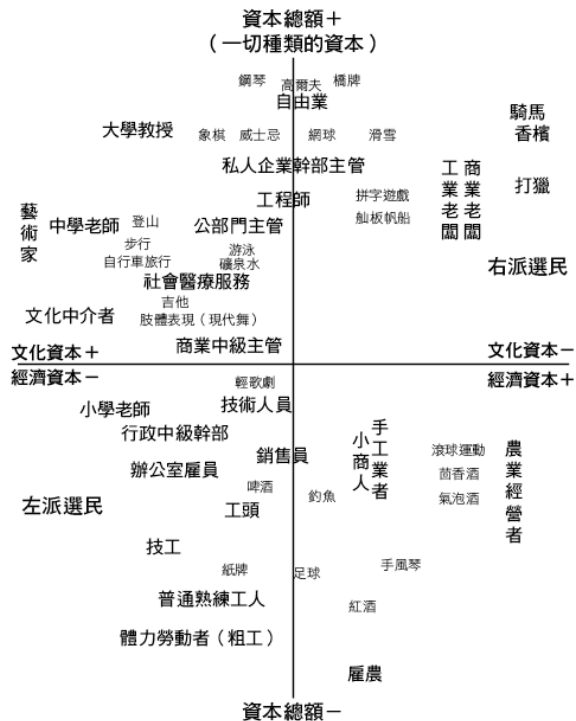 資本總額＋
（一切種類的資本）
鋼琴 高爾夫 橋牌
自由業
騎馬
大學教授 象棋 威士忌 網球 滑雪 香檳
私人企業幹部主管
工業老闆
商業老闆
打獵
工程師 拼字遊戲
藝術家
中學老師 登山 公部門主管 舢板帆船
步行 游泳
自行車旅行 礦泉水
右派選民
社會醫療服務
吉他
文化中介者 肢體表現（現代舞）
商業中級主管
文化資本＋ 文化資本－
經濟資本－ 經濟資本＋
輕歌劇
小學老師 技術人員
行政中級幹部
小商人
手工業者
滾球運動
農業經營者
銷售員
辦公室雇員 茴香酒
啤酒 釣魚 氣泡酒
左派選民 工頭
技工
紙牌 足球 手風琴
普通熟練工人 紅酒
體力勞動者（粗工）
雇農
資本總額－